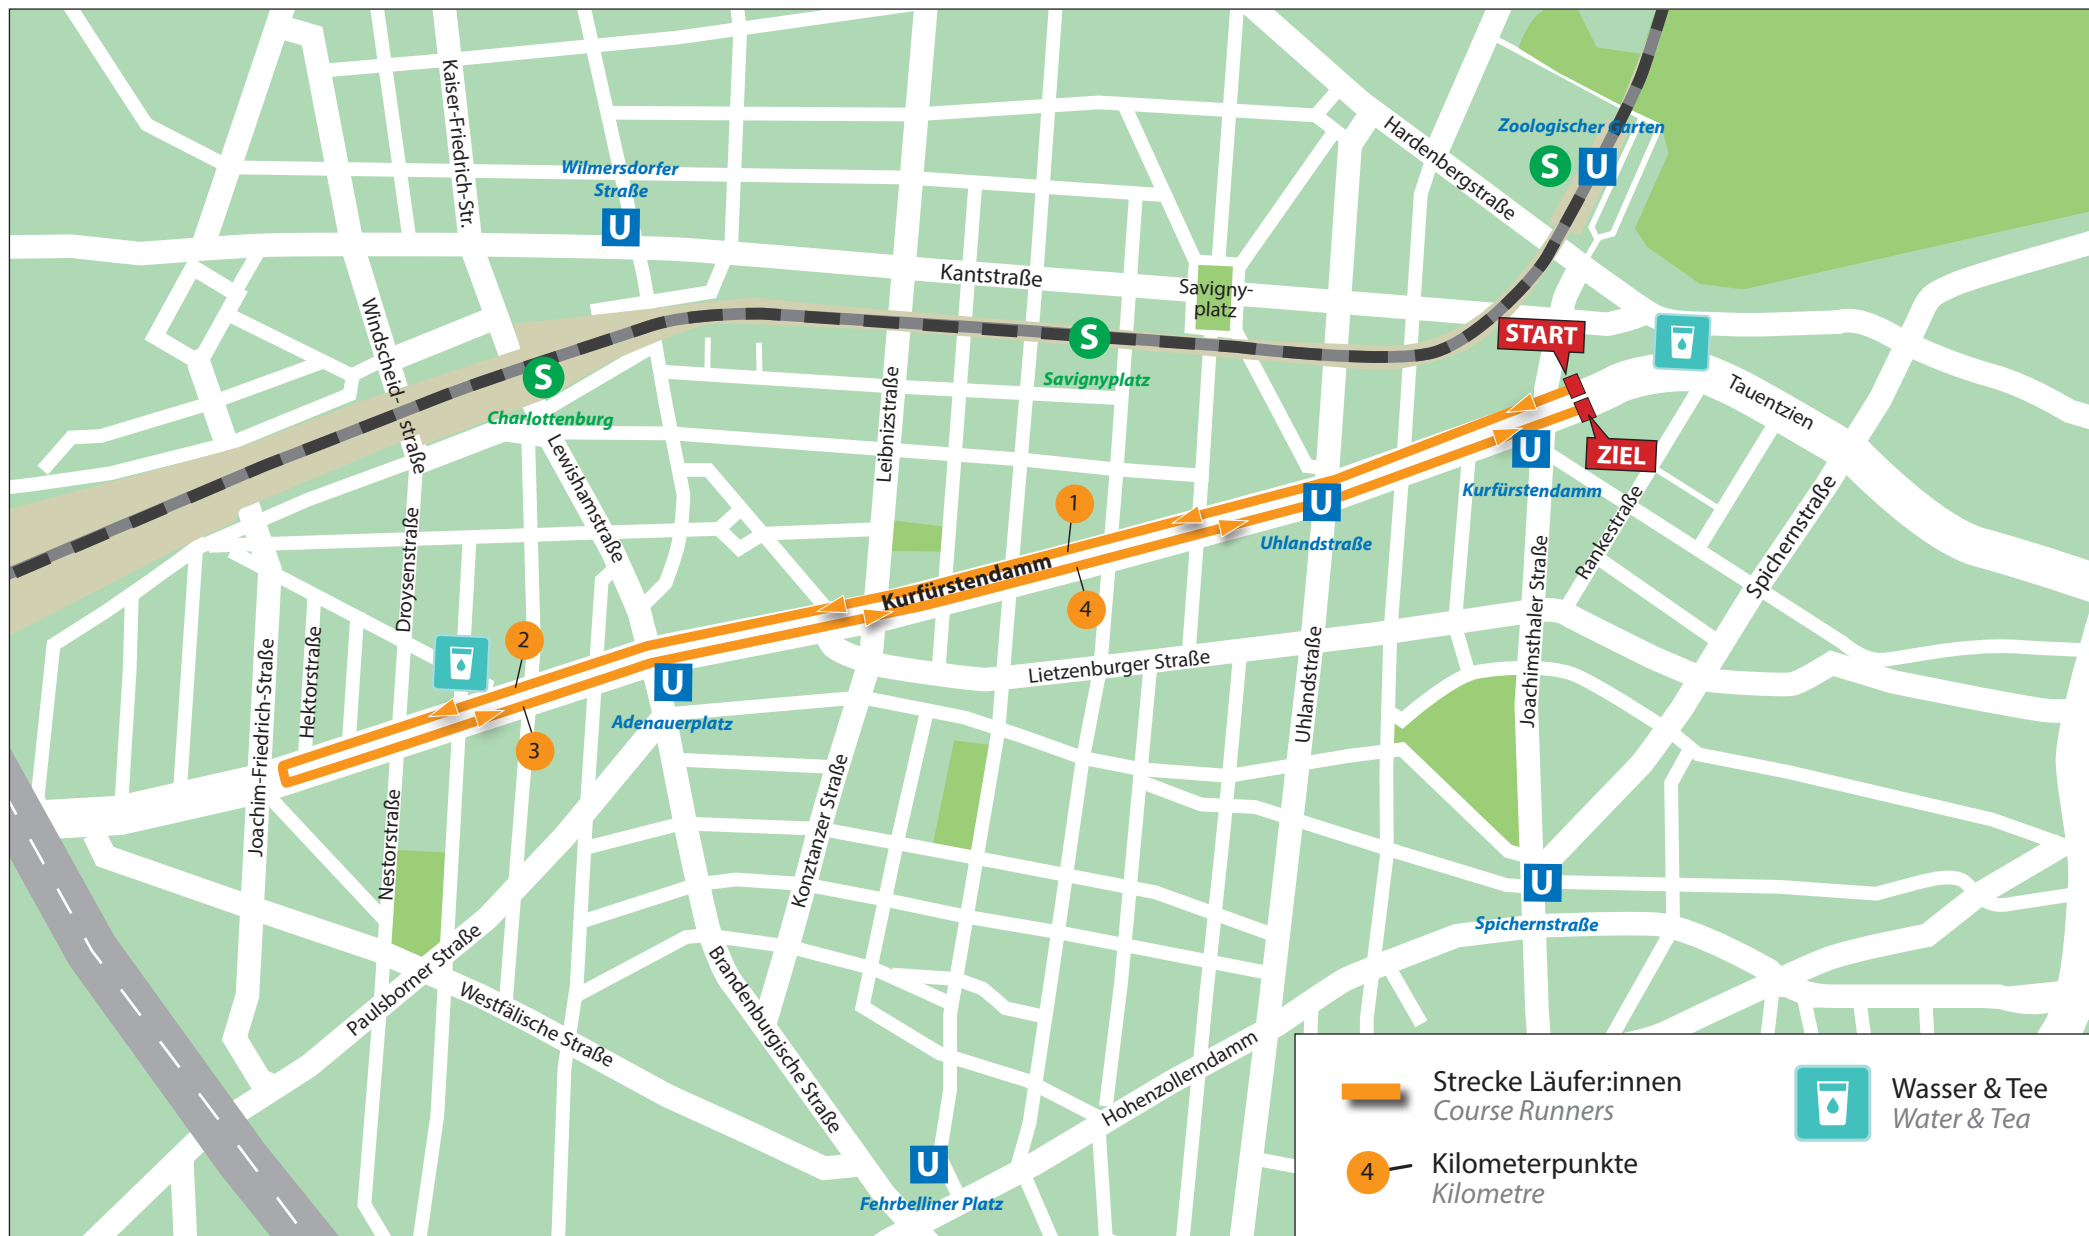 Kaiser-Friedrich-Str.
Wilmersdorfer
Straße
U
Hardenbergstraße
Zoologischer Garten
S
U
Kantstraße
Savigny-
platz
Windscheid-
straße
S
Charlottenburg
S
Savignyplatz
START
Tauentzien
ZIEL
U
Kurfürstendamm
Leibnizstraße
Lewishamstraße
Droysenstraße
1
U
Uhlandstraße
Kurfürstendamm
4
Rankestraße
Spichernstraße
Joachimsthaler Straße
2
Joachim-Friedrich-Straße
Hektorstraße
U
Adenauerplatz
3
Lietzenburger Straße
Uhlandstraße
Nestorstraße
Konztanzer Straße
U
Spichernstraße
Paulsborner Straße
Westfälische Straße
Brandenburgische Straße
Hohenzollerndamm
U
Fehrbelliner Platz
Strecke Läufer:innen
Course Runners
4
Kilometerpunkte
Kilometre
Wasser & Tee
Water & Tea